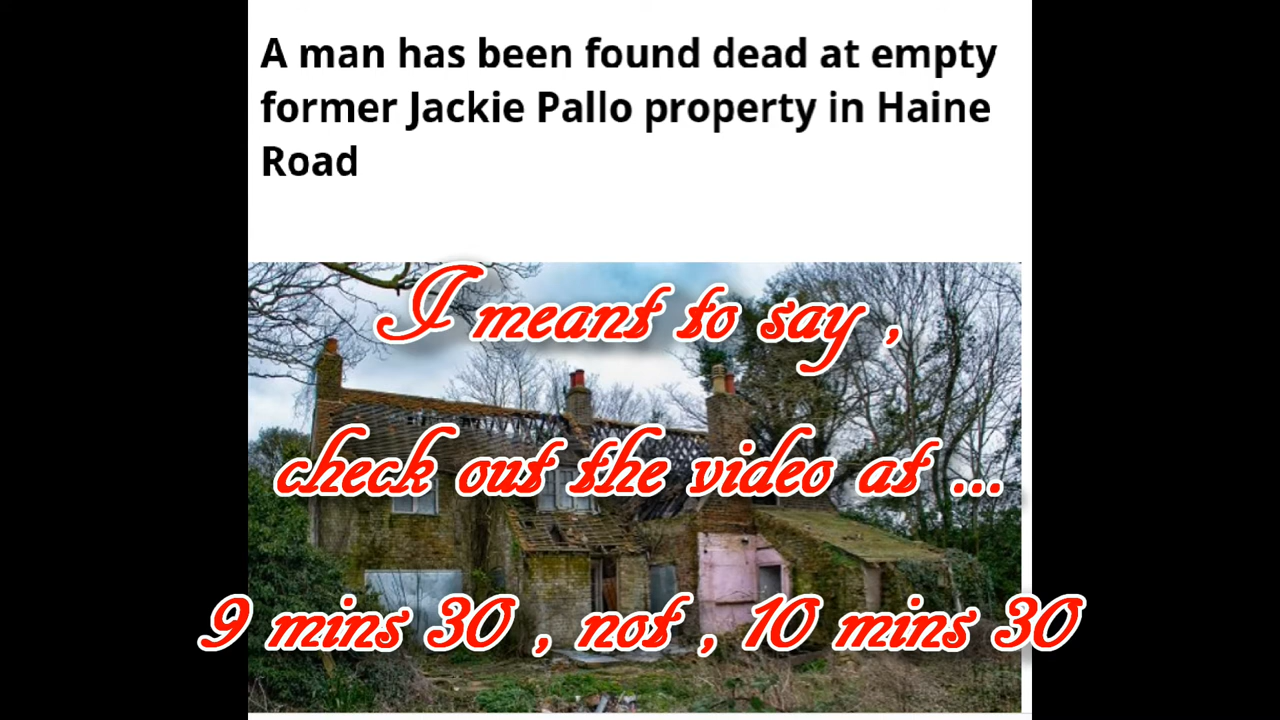 A man has been found dead at empty
former Jackie Pallo property in Haine
Road
I meant to say ,
check out the video at ...
9 mins 30 , not , 10 mins 30